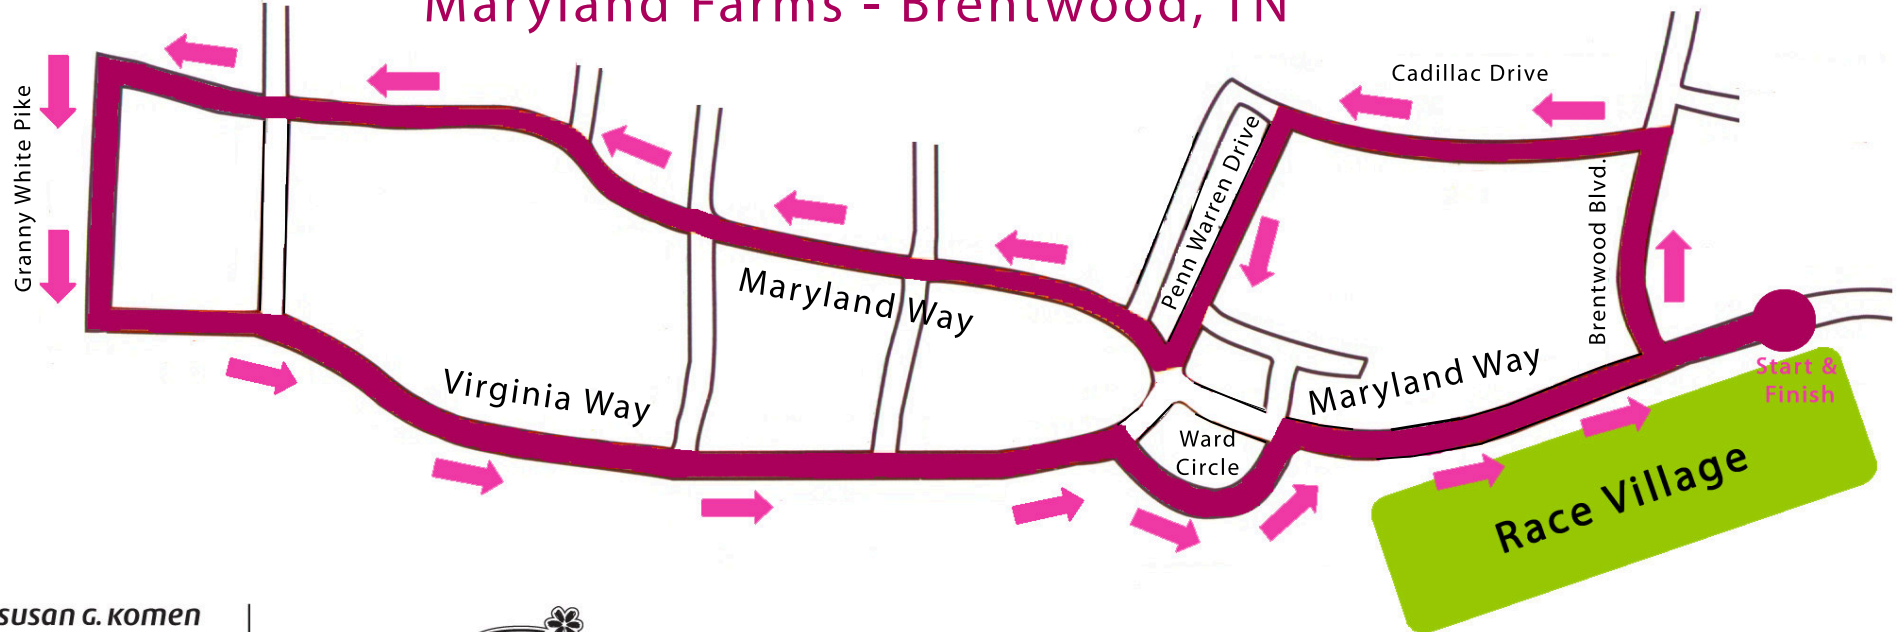 Maryland Farms - Brentwood, TN
Cadillac Drive
Granny White Pike
Penn Warren Drive
Brentwood Blvd.
Maryland Way
Virginia Way
Maryland Way
Start &
Finish
Ward
Circle
Race Village
susan G. komen